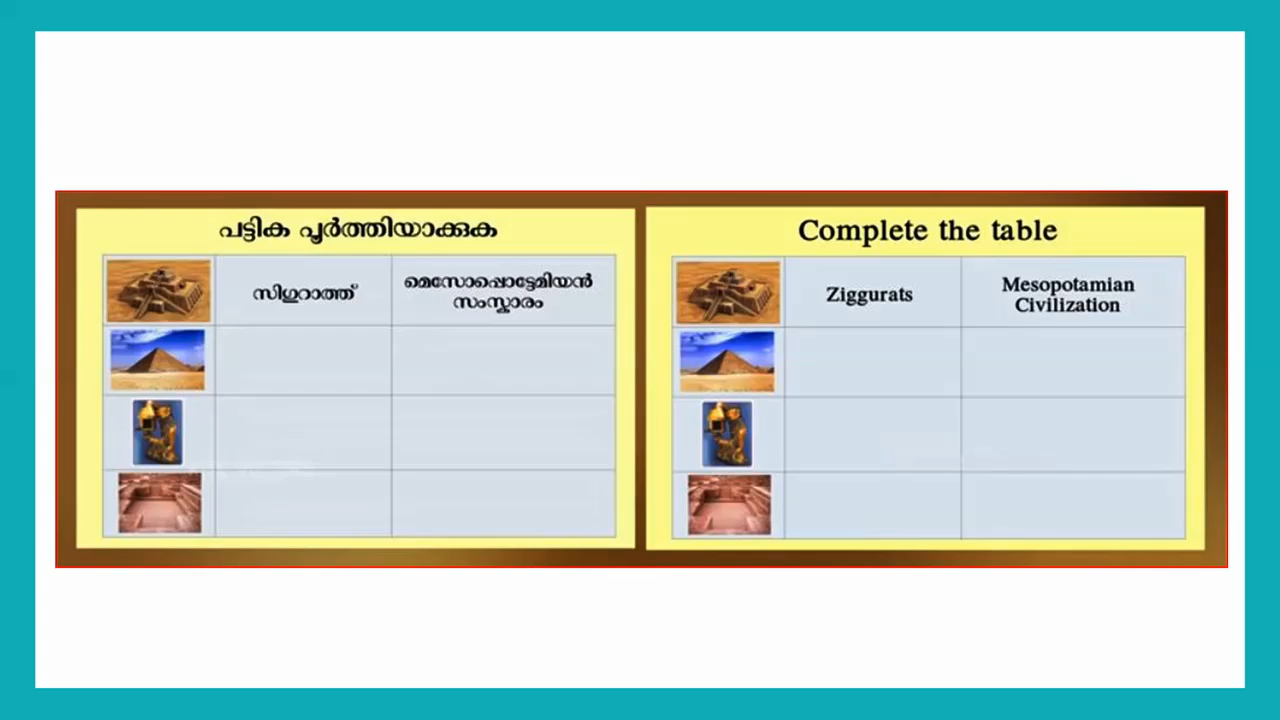 പട്ടിക പൂർത്തിയാക്കുക
സിഗുറാത്ത്
മെസോപ്പൊട്ടേമിയൻ
സംസ്കാരം
Complete the table
Ziggurats
Mesopotamian
Civilization